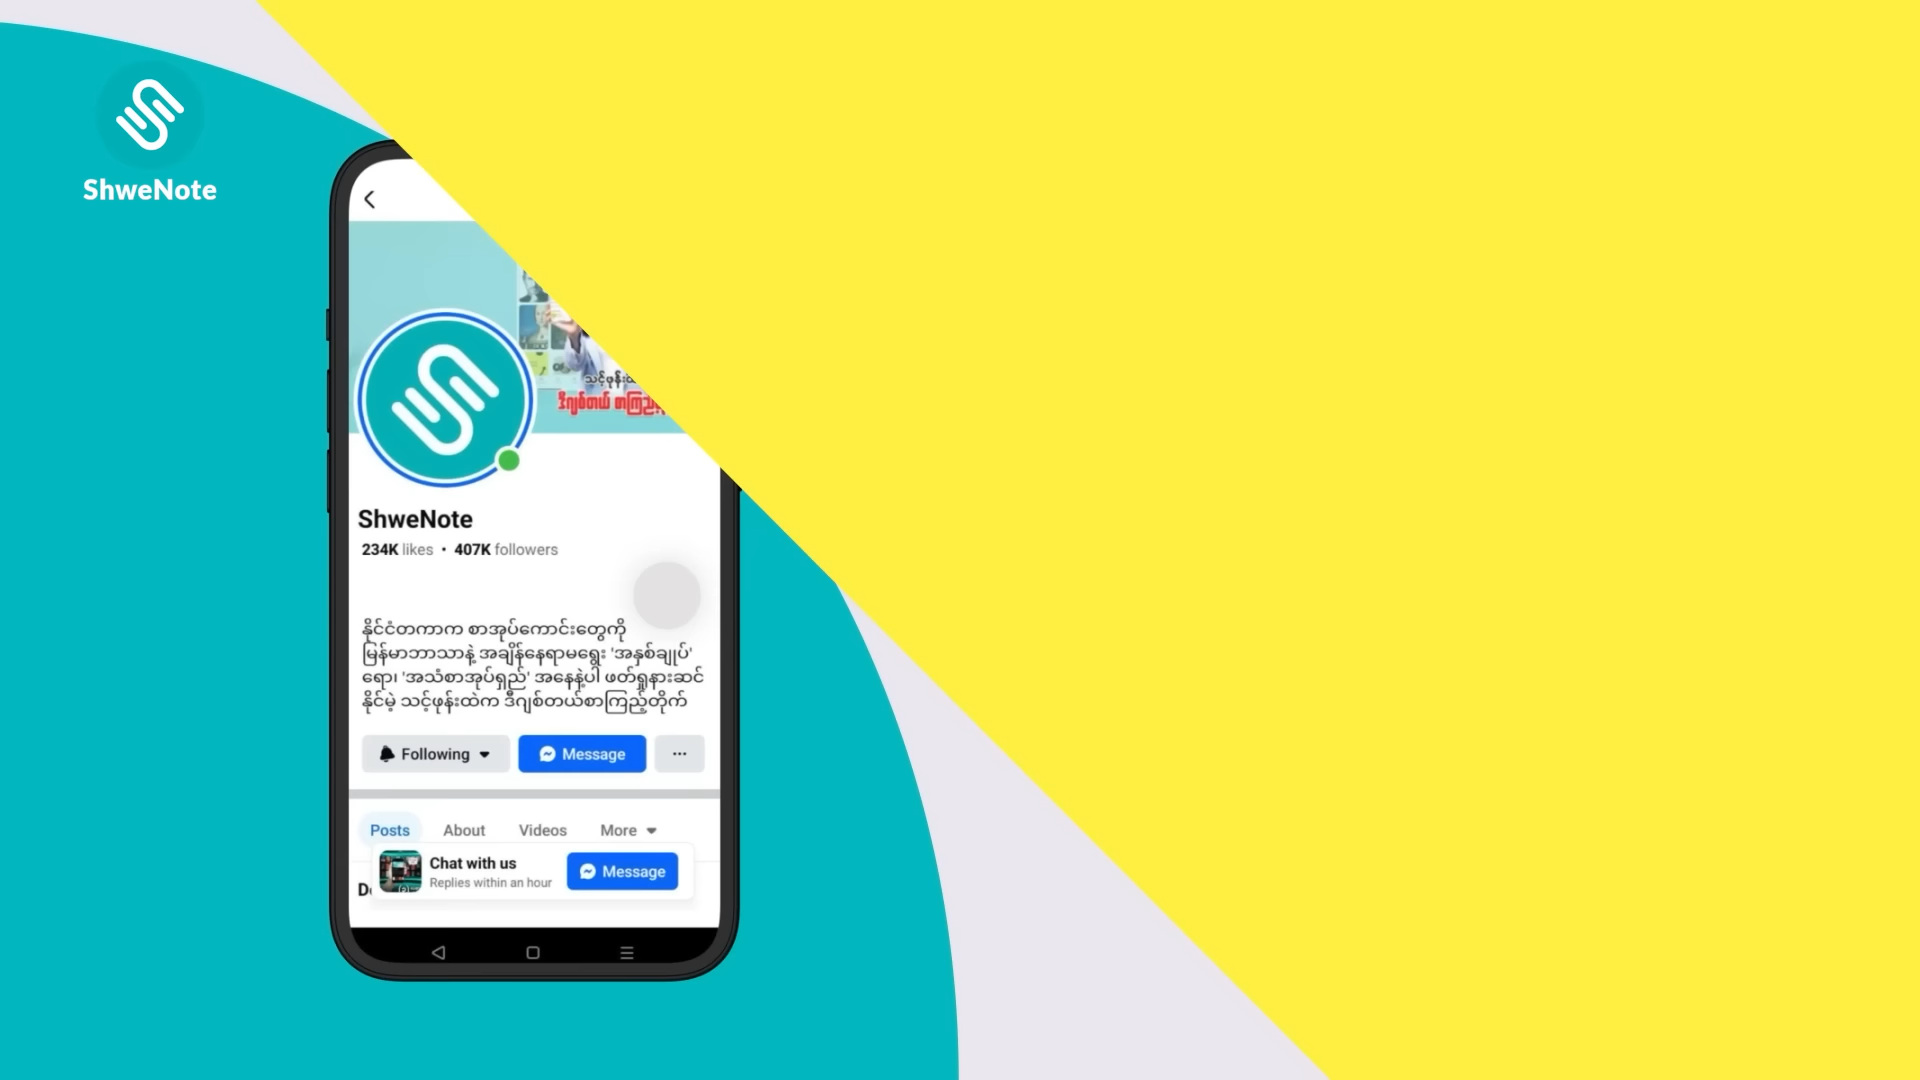 ShweNote
ShweNote
234K likes • 407K followers
နိုင်ငံတကာက စာအုပ်ကောင်းတွေကို
မြန်မာဘာသာနဲ့ အချိန်နေရာမရွေး 'အနှစ်ချုပ်'
ရော၊ 'အသံစာအုပ်ရှည်' အနေနဲ့ပါ ဖတ်ရှုနားဆင်
နိုင်မဲ့ သင့်ဖုန်းထဲက ဒီဂျစ်တယ်စာကြည့်တိုက်
Following
Message
Posts
About
Videos
More
Chat with us
Replies within an hour
Message